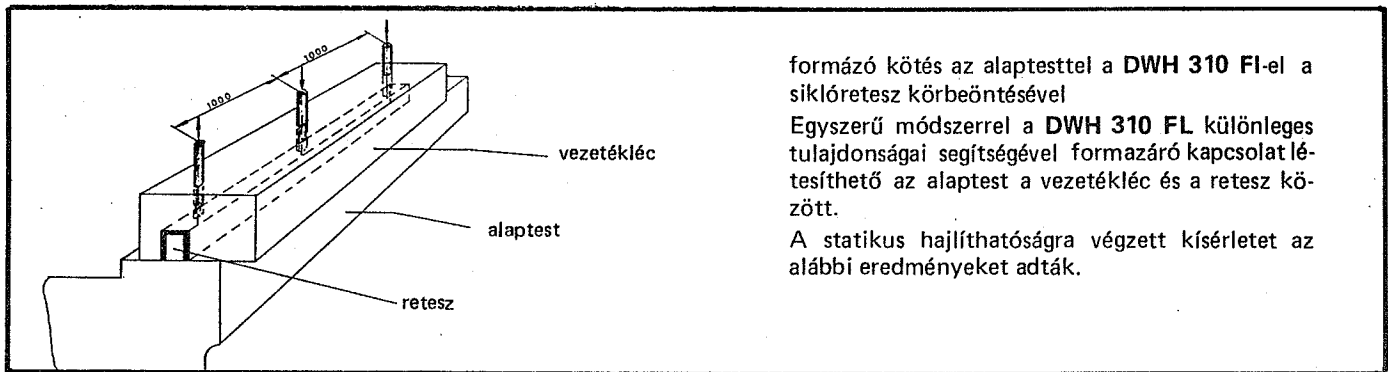 1000
1000
vezetékléc
alaptest
retesz
formázó kötés az alaptesttel a DWH 310 FI-el a
siklóretesz körbeöntésével
Egyszerű módszerrel a DWH 310 FL különleges
tulajdonságai segítségével formazáró kapcsolat lé-
tesíthető az alaptest a vezetékléc és a retesz kö-
zött.
A statikus hajlíthatóságra végzett kísérletet az
alábbi eredményeket adták.